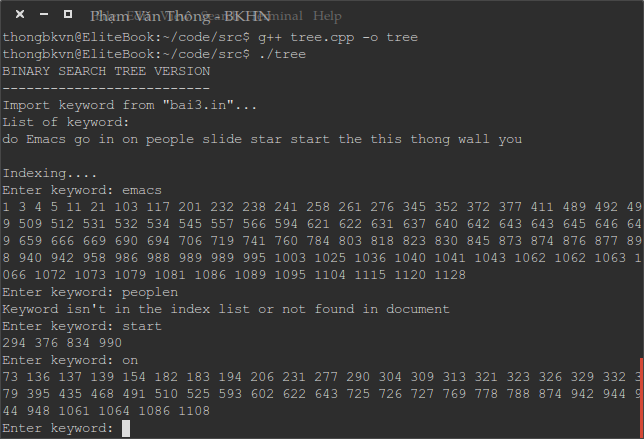 Phạm Văn Thông - BKHN
Help
thongbkvn@EliteBook:~/code/src$ g++ tree.cpp -o tree
thongbkvn@EliteBook:~/code/src$ ./tree
BINARY SEARCH TREE VERSION
--------------------------
Import keyword from "bai3.in"...
List of keyword:
do Emacs go in on people slide star start the this thong wall you
Indexing....
Enter keyword: emacs
1 3 4 5 11 21 103 117 201 232 238 241 258 261 276 345 352 372 377 411 489 492 49
9 509 512 531 532 534 545 557 566 594 621 622 631 637 640 642 643 643 645 646 64
9 659 666 669 690 694 706 719 741 760 784 803 818 823 830 845 873 874 876 877 89
8 940 942 958 986 988 989 989 995 1003 1025 1036 1040 1041 1043 1062 1062 1063 1
066 1072 1073 1079 1081 1086 1089 1095 1104 1115 1120 1128
Enter keyword: peoplen
Keyword isn't in the index list or not found in document
Enter keyword: start
294 376 834 990
Enter keyword: on
73 136 137 139 154 182 183 194 206 231 277 290 304 309 313 321 323 326 329 332 3
79 395 435 468 491 510 525 593 602 622 643 725 726 727 769 778 788 874 942 944 9
44 948 1061 1064 1086 1108
Enter keyword: